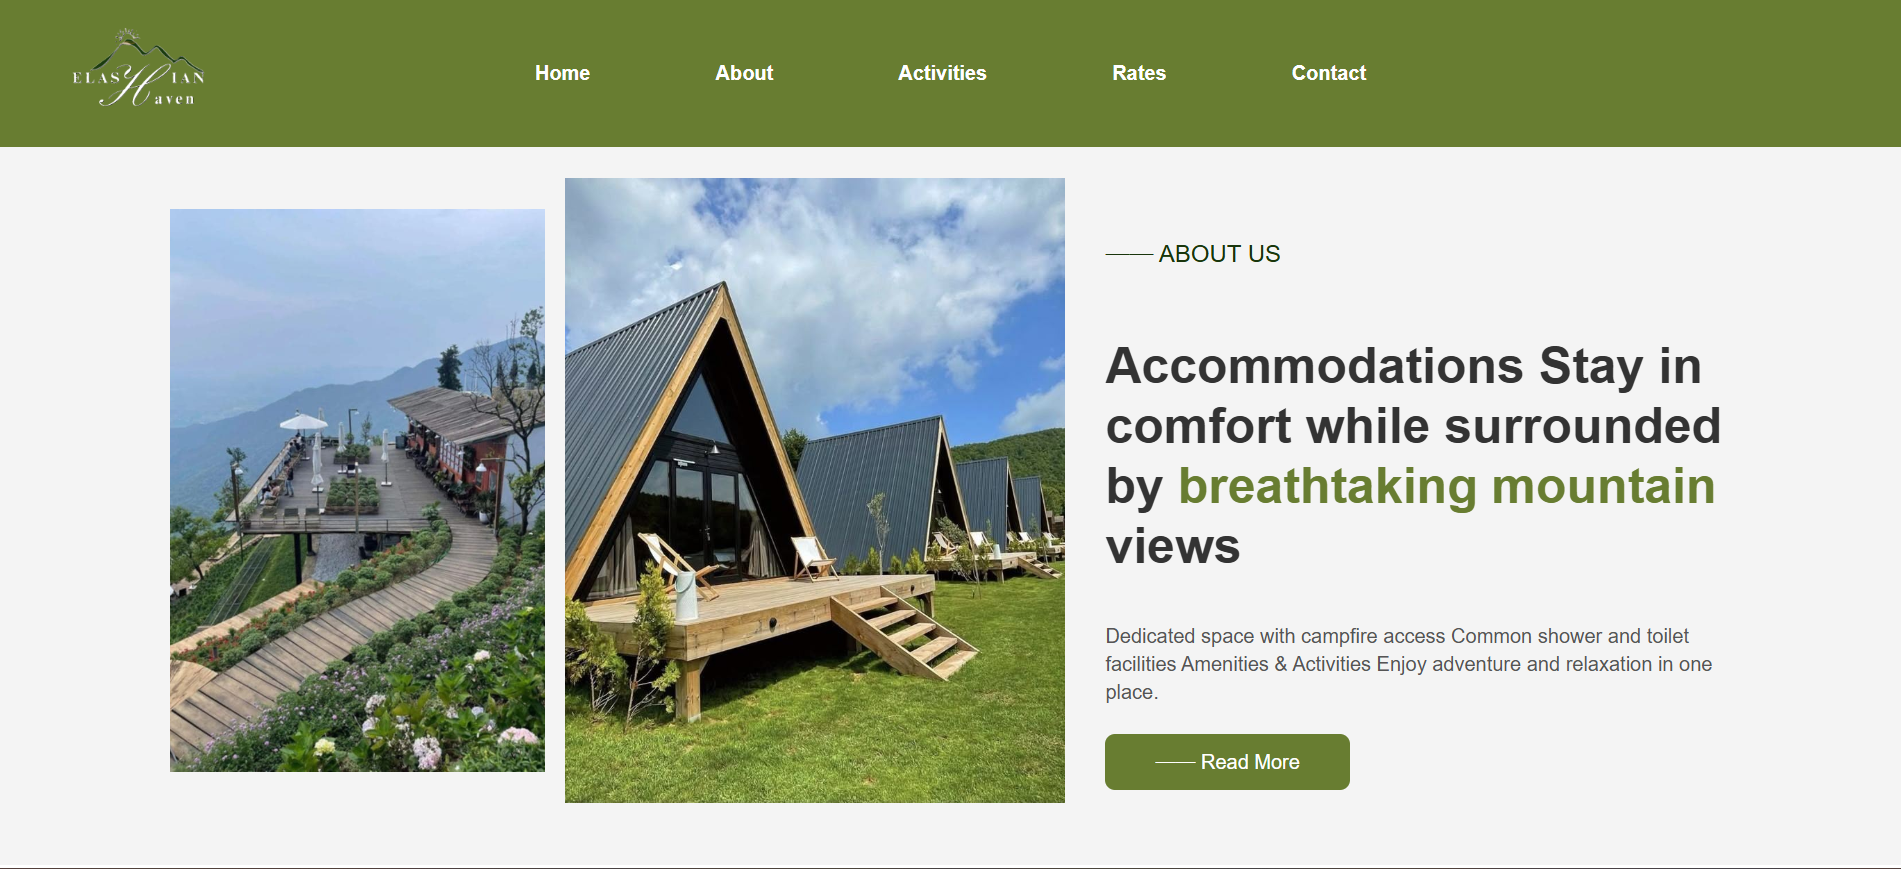 ELAS H IAN
aven
Home About Activities Rates Contact
—— ABOUT US
Accommodations Stay in
comfort while surrounded
by breathtaking mountain
views
Dedicated space with campfire access Common shower and toilet
facilities Amenities & Activities Enjoy adventure and relaxation in one
place.
—— Read More